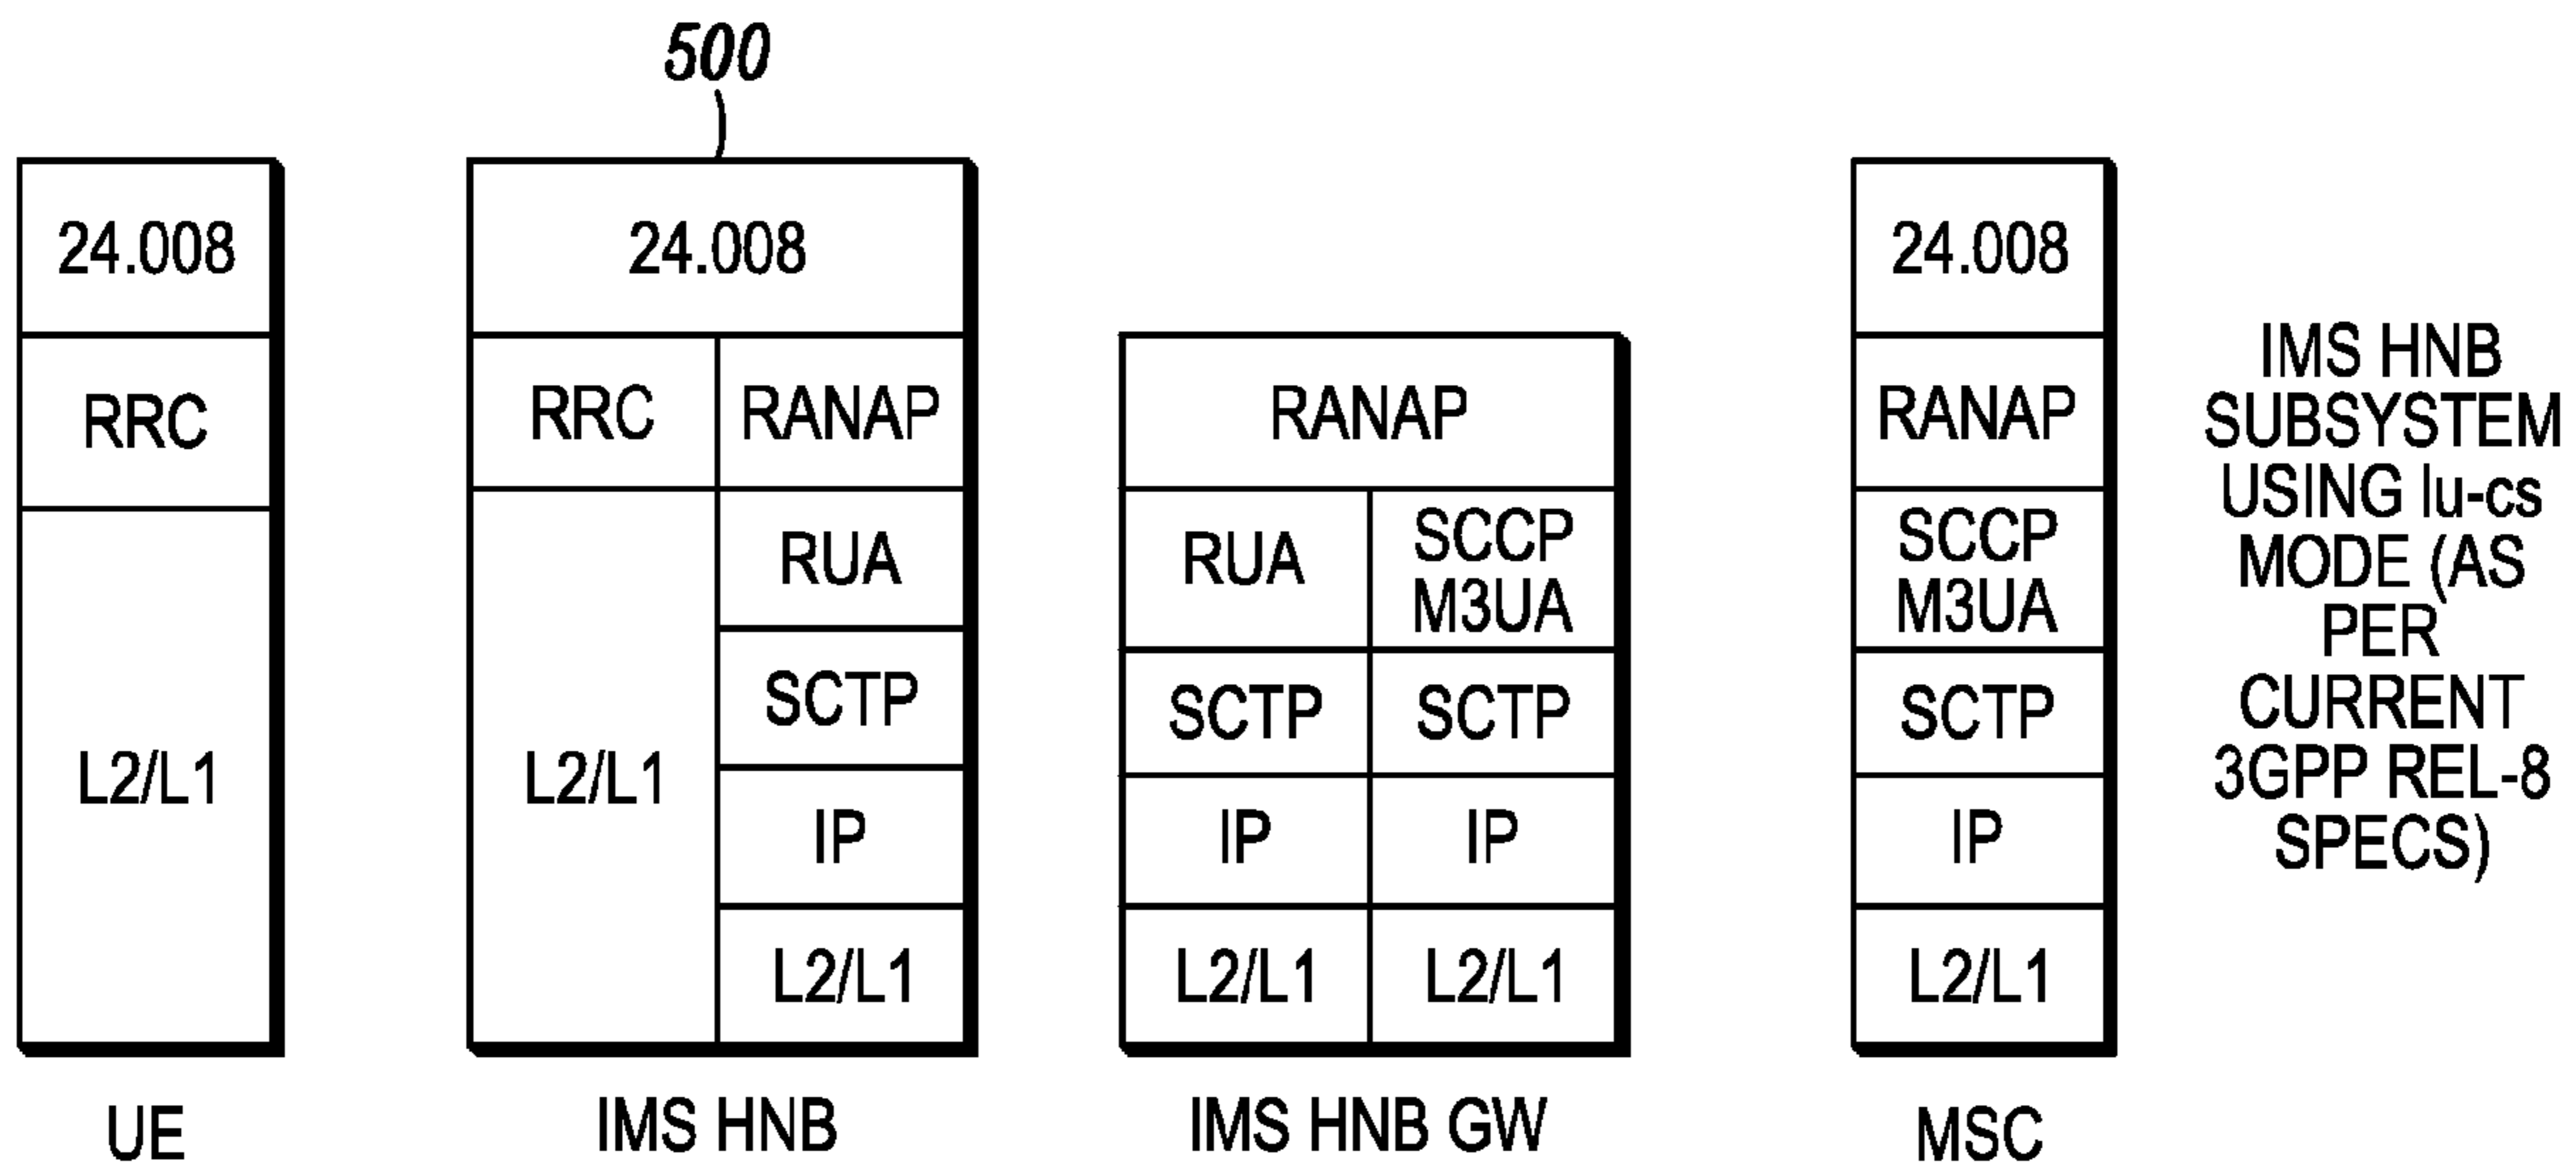 500
24.008
RRC
L2/L1
UE
24.008
RRC
RANAP
L2/L1
RUA
SCTP
IP
L2/L1
IMS HNB
RANAP
RUA
SCCP
M3UA
SCTP
SCTP
IP
IP
L2/L1
L2/L1
IMS HNB GW
24.008
RANAP
SCCP
M3UA
SCTP
IP
L2/L1
MSC
IMS HNB
SUBSYSTEM
USING Iu-cs
MODE (AS
PER
CURRENT
3GPP REL-8
SPECS)